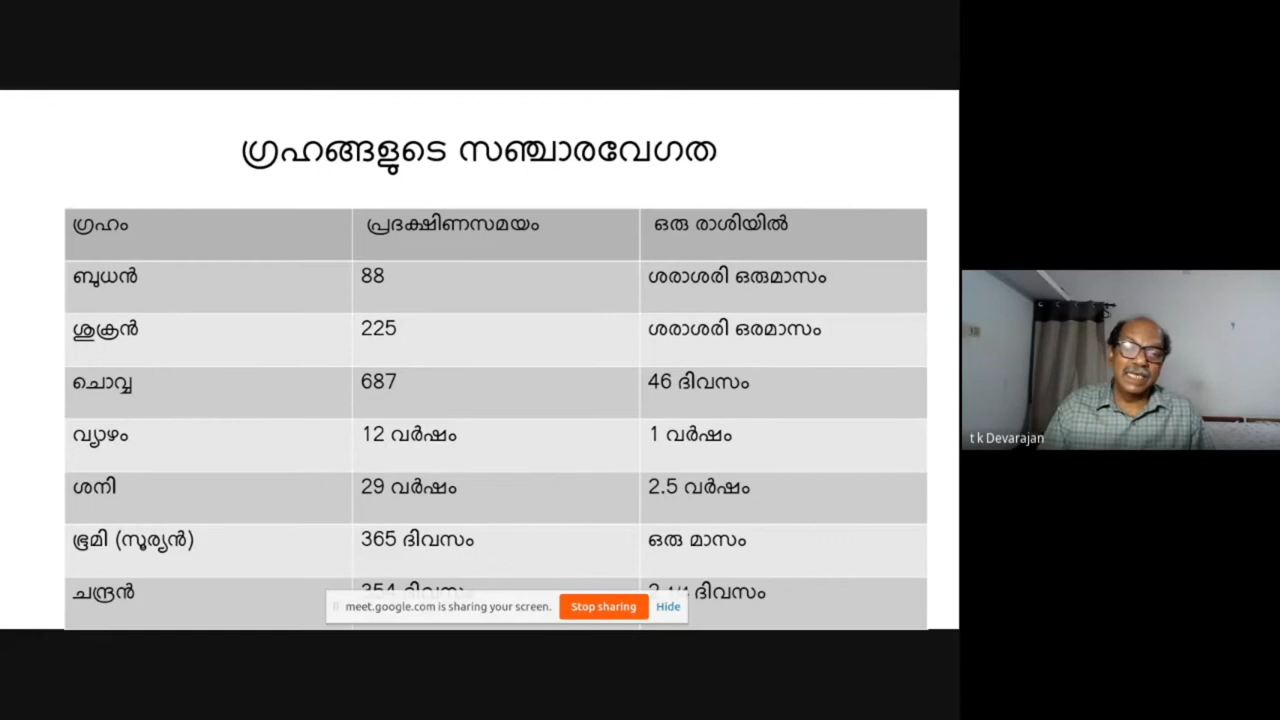 ഗ്രഹങ്ങളുടെ സഞ്ചാരവേഗത
ഗ്രഹം പ്രദക്ഷിണസമയം ഒരു രാശിയിൽ
ബുധൻ 88 ശരാശരി ഒരുമാസം
ശുക്രൻ 225 ശരാശരി ഒരമാസം
ചൊവ്വ 687 46 ദിവസം
വ്യാഴം 12 വർഷം 1 വർഷം
ശനി 29 വർഷം 2.5 വർഷം
ഭൂമി (സൂര്യൻ) 365 ദിവസം ഒരു മാസം
ചന്ദ്രൻ 354 ദിവസം ദിവസം
meet.google.com is sharing your screen. Stop sharing Hide
t k Devarajan